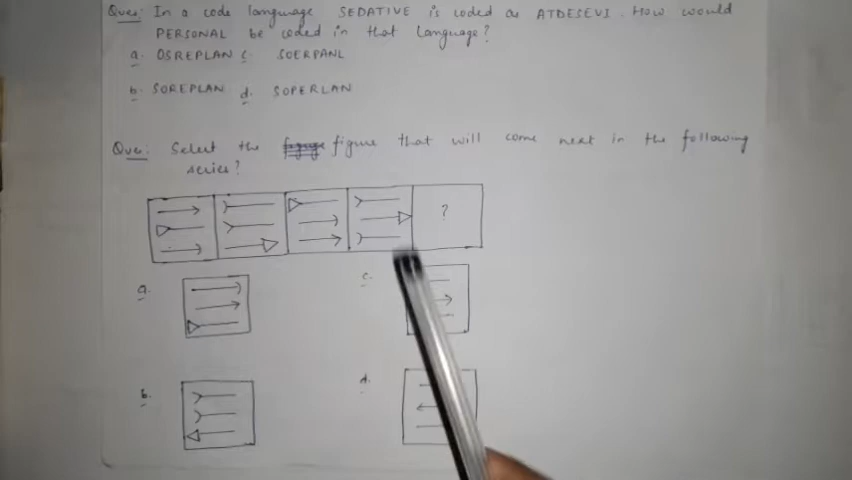 Ques: In a code language SEDATIVE is coded as ATDESEVI. How would
PERSONAL be coded in that language?
a. OSREPLAN c. SOERPANL
b. SOREPLAN d. SOPERLAN
Que: Select the figure that will come next in the following
series?
?
a.
c.
b.
d.